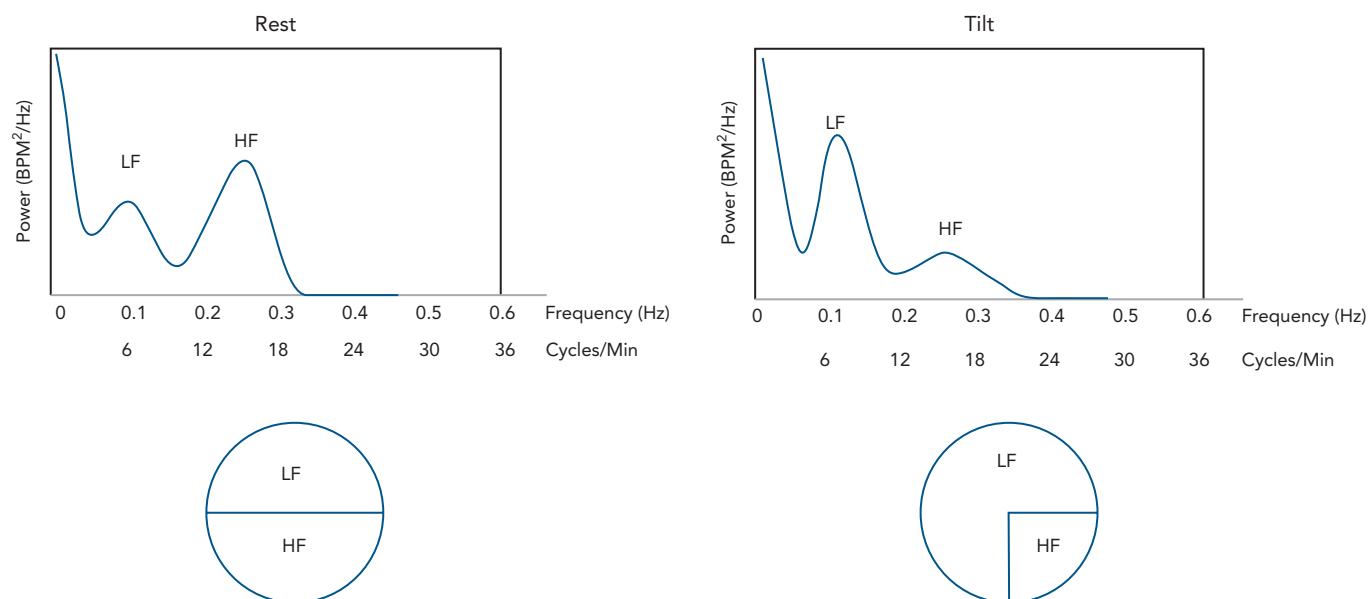 Rest
Power (BPM²/Hz)
LF
HF
0 0.1 0.2 0.3 0.4 0.5 0.6 Frequency (Hz)
6 12 18 24 30 36 Cycles/Min
LF
HF
Tilt
Power (BPM²/Hz)
LF
HF
0 0.1 0.2 0.3 0.4 0.5 0.6 Frequency (Hz)
6 12 18 24 30 36 Cycles/Min
LF
HF